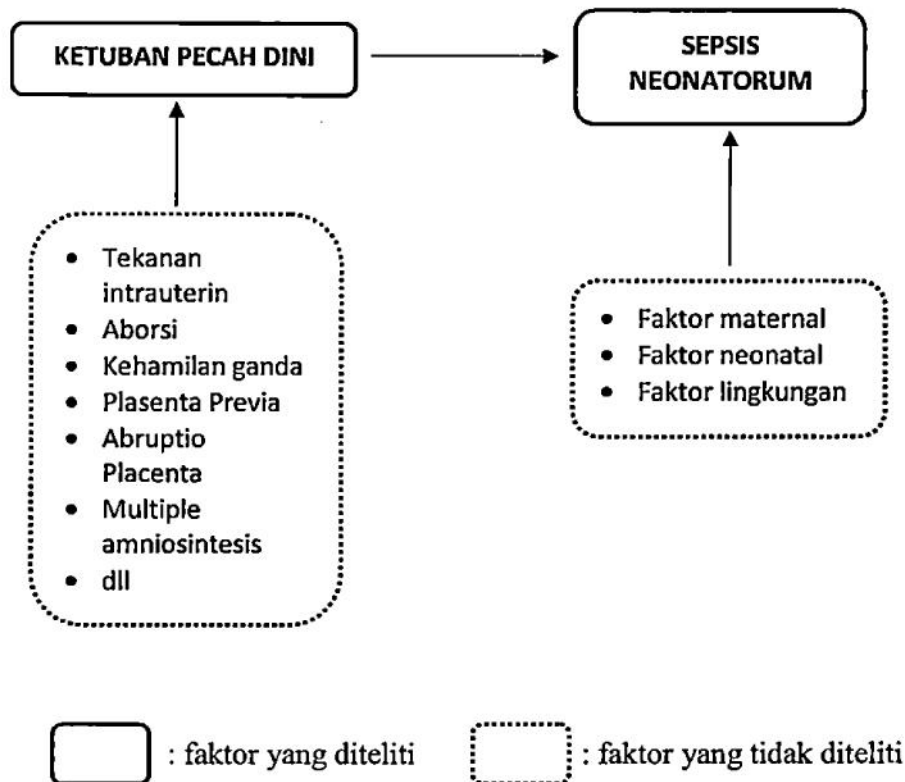 KETUBAN PECAH DINI
SEPSIS
NEONATORUM
• Tekanan
intrauterin
• Aborsi
• Kehamilan ganda
• Plasenta Previa
• Abruptio
Placenta
• Multiple
amniosintesis
• dll
• Faktor maternal
• Faktor neonatal
• Faktor lingkungan
: faktor yang diteliti
: faktor yang tidak diteliti